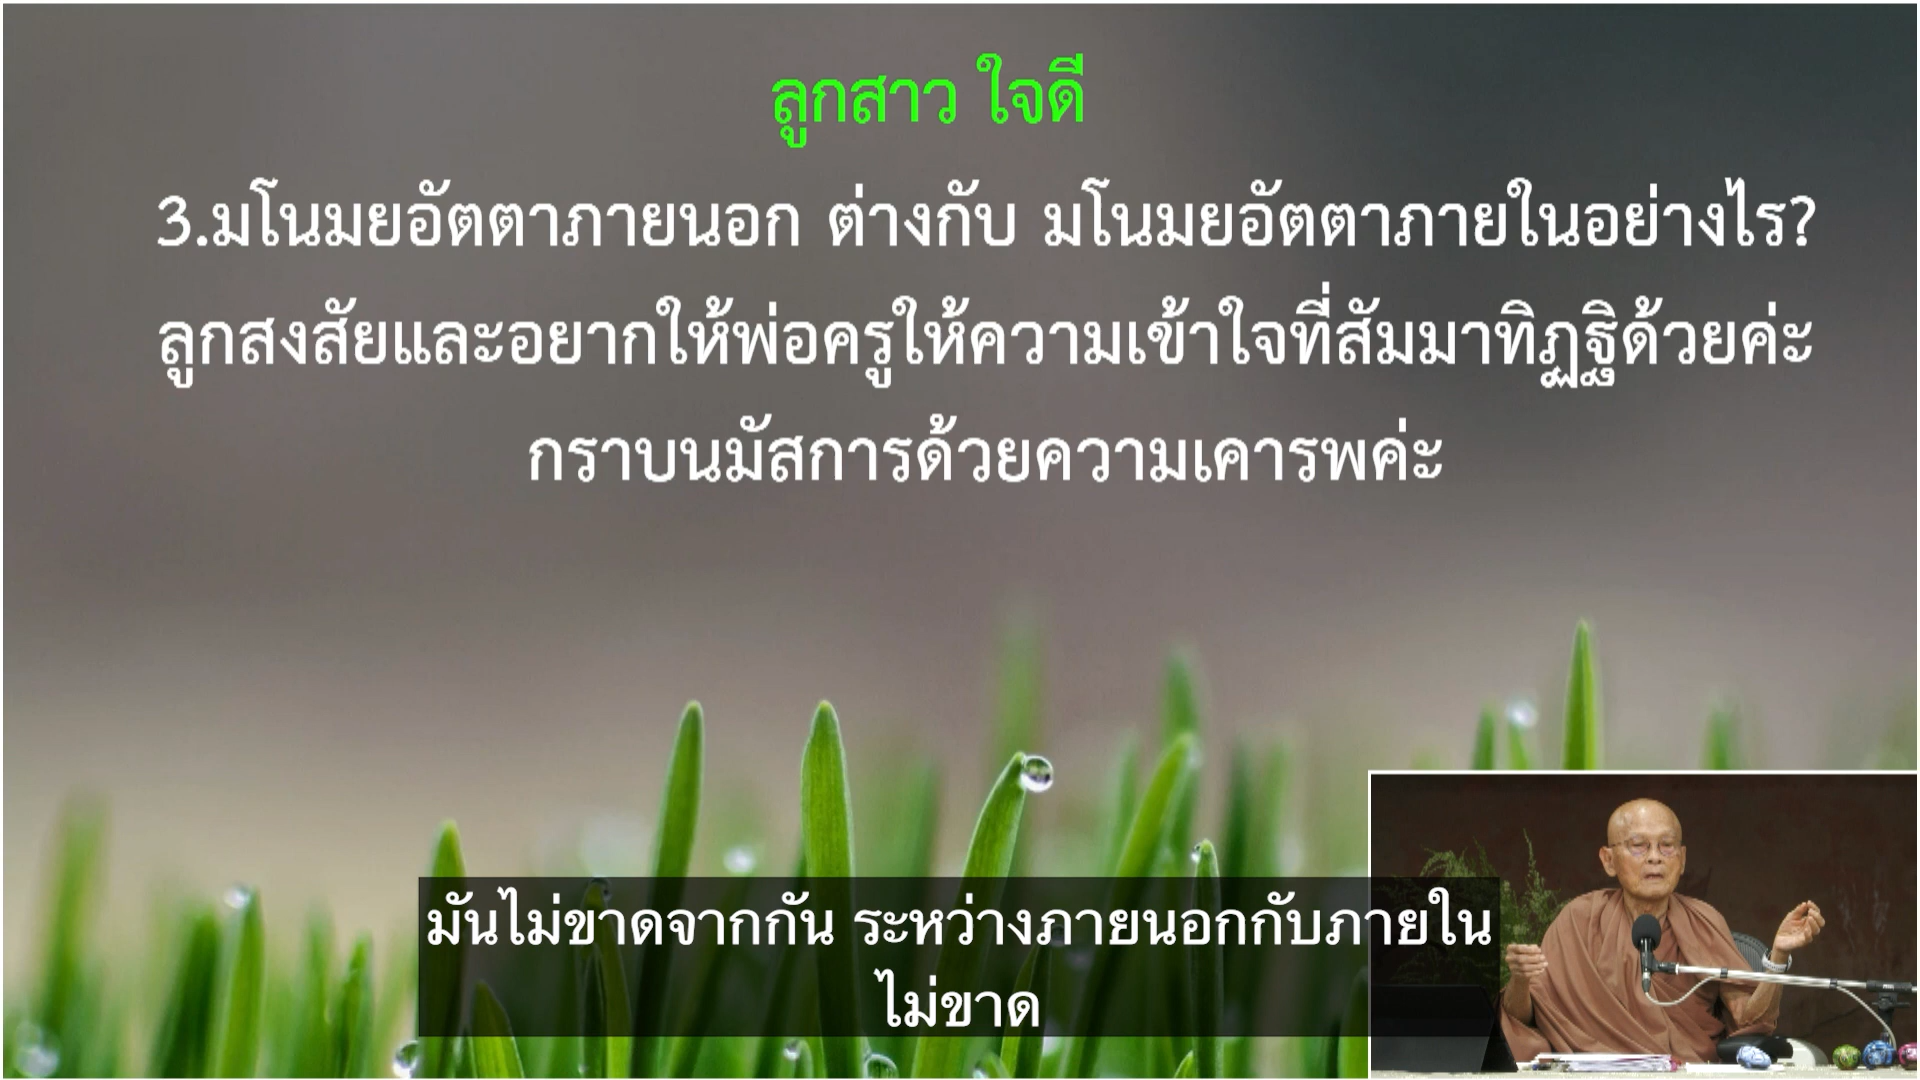 ลูกสาว ใจดี
3.มโนมยอัตตาภายนอก ต่างกับ มโนมยอัตตาภายในอย่างไร?
ลูกสงสัยและอยากให้พ่อครูให้ความเข้าใจที่สัมมาทิฏฐิด้วยค่ะ
กราบนมัสการด้วยความเคารพค่ะ
มันไม่ขาดจากกัน ระหว่างภายนอกกับภายใน
ไม่ขาด